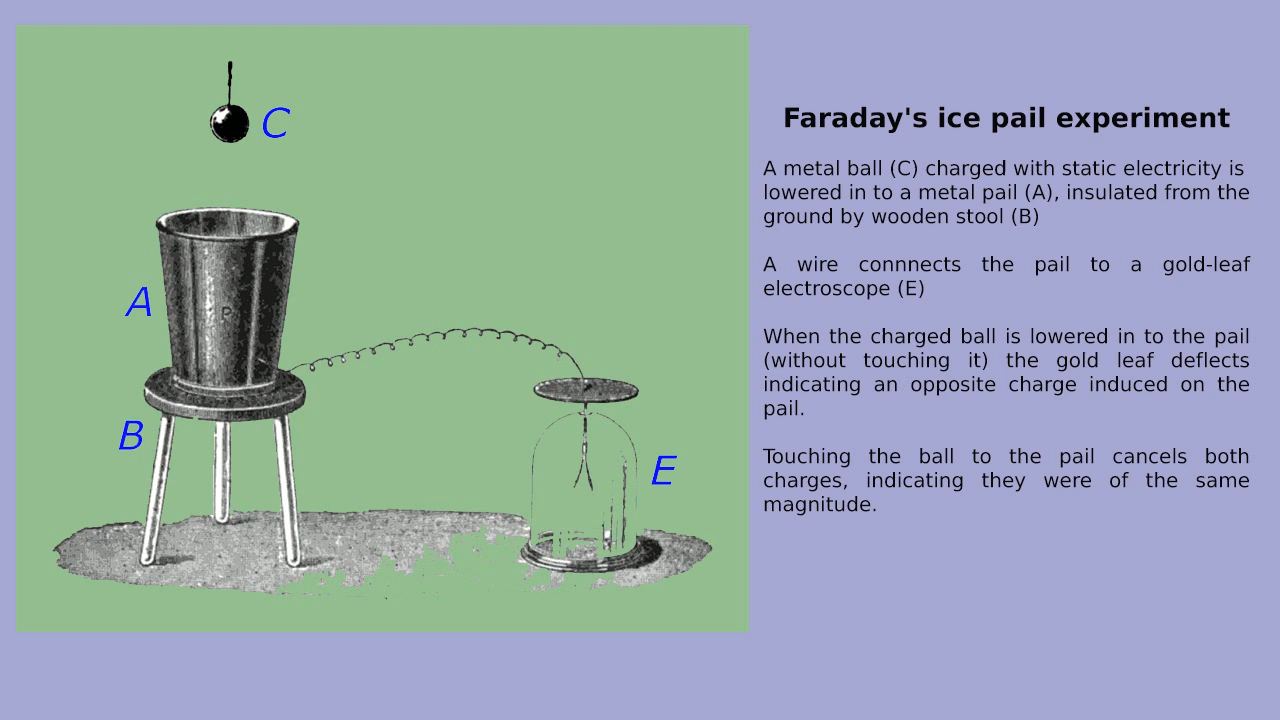 C
A
P
B
E
Faraday's ice pail experiment
A metal ball (C) charged with static electricity is
lowered in to a metal pail (A), insulated from the
ground by wooden stool (B)
A wire connnects the pail to a gold-leaf
electroscope (E)
When the charged ball is lowered in to the pail
(without touching it) the gold leaf deflects
indicating an opposite charge induced on the
pail.
Touching the ball to the pail cancels both
charges, indicating they were of the same
magnitude.